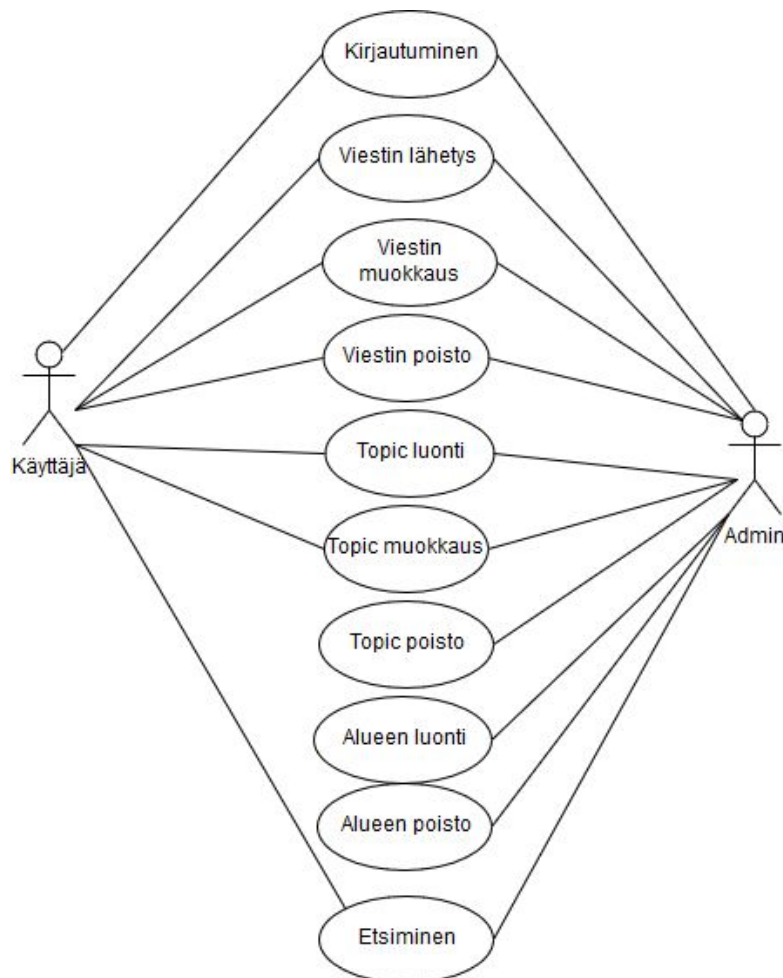 Kirjautuminen
Viestin lähetys
Viestin
muokkaus
Viestin poisto
Topic luonti
Käyttäjä
Topic muokkaus
Admin
Topic poisto
Alueen luonti
Alueen poisto
Etsiminen